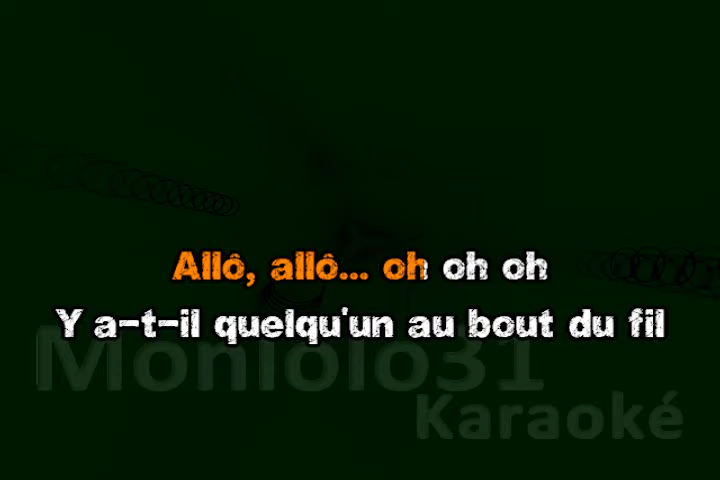 Allô, allô... oh oh oh
Y a-t-il quelqu'un au bout du fil
Monlolo31
Karaoké